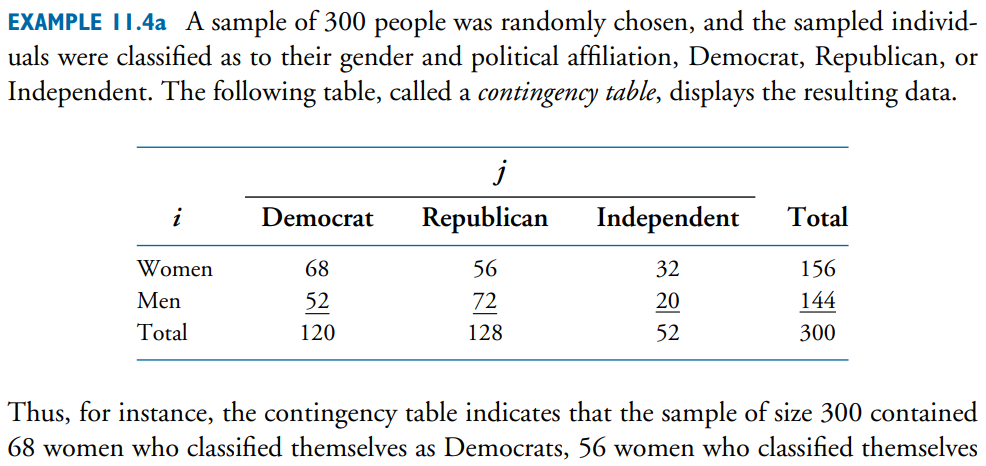 EXAMPLE 11.4a A sample of 300 people was randomly chosen, and the sampled individ-
uals were classified as to their gender and political affiliation, Democrat, Republican, or
Independent. The following table, called a contingency table, displays the resulting data.
j
i Democrat Republican Independent Total
Women 68 56 32 156
Men 52 72 20 144
Total 120 128 52 300
Thus, for instance, the contingency table indicates that the sample of size 300 contained
68 women who classified themselves as Democrats, 56 women who classified themselves